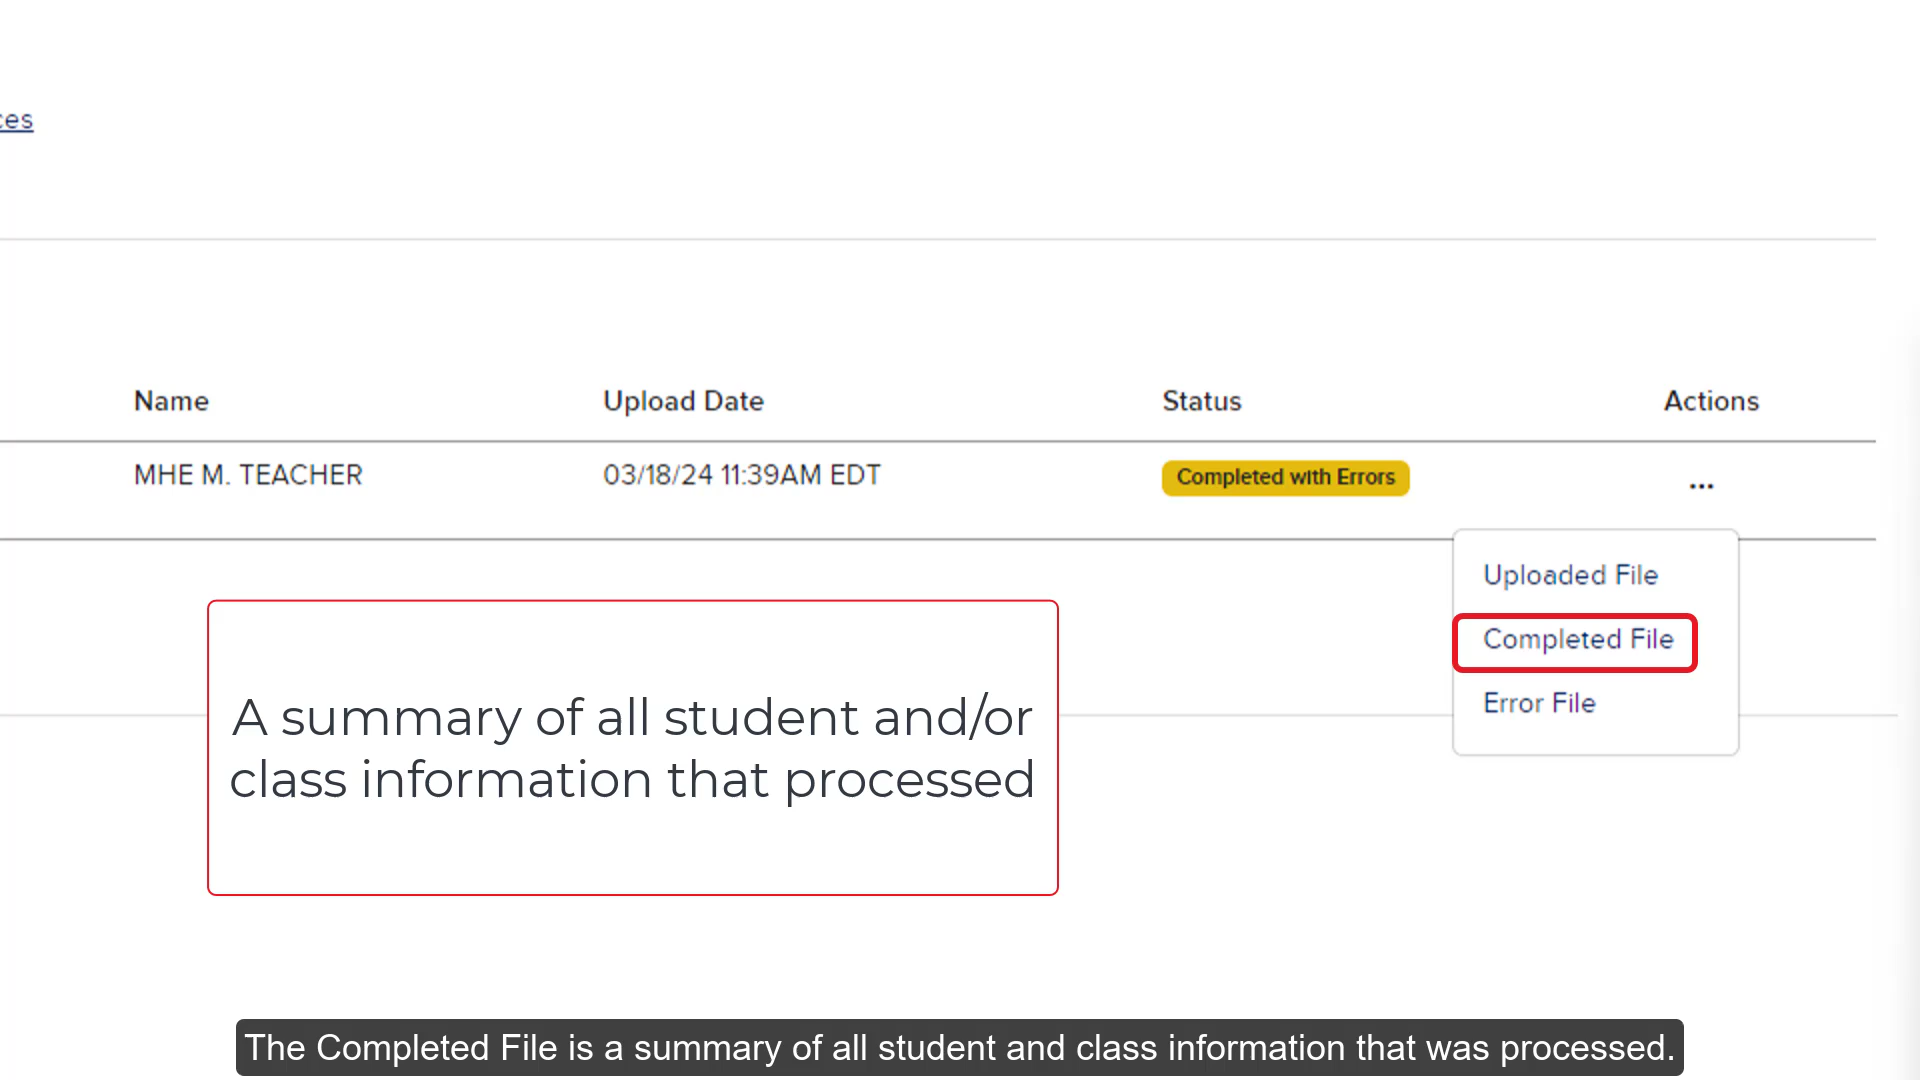 ces
Name Upload Date Status Actions
MHE M. TEACHER 03/18/24 11:39AM EDT Completed with Errors ...
Uploaded File
Completed File
Error File
A summary of all student and/or
class information that processed
The Completed File is a summary of all student and class information that was processed.